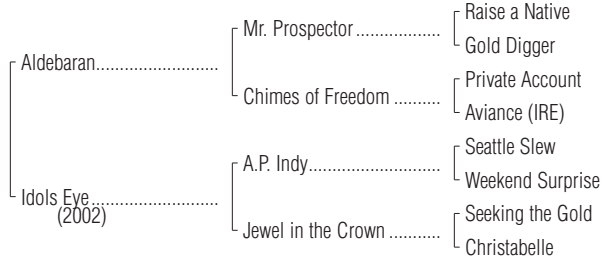 Raise a Native
Mr. Prospector ..................
Gold Digger
Aldebaran..........................
Private Account
Chimes of Freedom ..........
Aviance (IRE)
Seattle Slew
A.P. Indy............................
Weekend Surprise
Idols Eye ...........................
(2002)
Seeking the Gold
Jewel in the Crown ...........
Christabelle